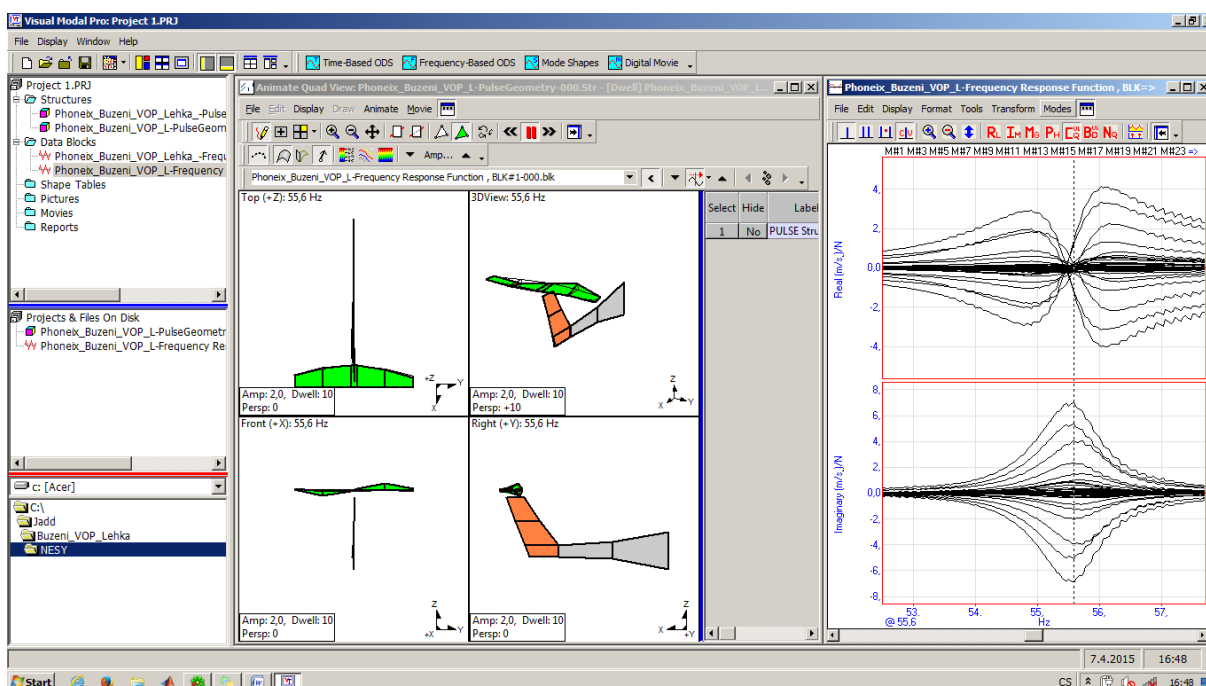 Visual Modal Pro: Project 1.PRJ
File Display Window Help
Time-Based ODS Frequency-Based ODS Mode Shapes Digital Movie
Project 1.PRJ
Structures
Phoneix_Buzeni_VOP_Lehka_-Pulse
Phoneix_Buzeni_VOP_L-PulseGeom
Data Blocks
Phoneix_Buzeni_VOP_Lehka_-Frequ
Phoneix_Buzeni_VOP_L-Frequency
Shape Tables
Pictures
Movies
Reports
Projects & Files On Disk
Phoneix_Buzeni_VOP_L-PulseGeometr
Phoneix_Buzeni_VOP_L-Frequency Re
c: [Acer]
C:\
Jadd
Buzeni_VOP_Lehka
NESY
Animate Quad View: Phoneix_Buzeni_VOP_L-PulseGeometry-000.Str - [Dwell] Phoneix_Buzeni_VOP_L...
File Edit Display Draw Animate Movie
Amp...
Phoneix_Buzeni_VOP_L-Frequency Response Function , BLK#1-000.blk
Top (+Z): 55,6 Hz
+Z Y
X
Amp: 2,0, Dwell: 10
Persp: 0
3DView: 55,6 Hz
Z
X Y
Amp: 2,0, Dwell: 10
Persp: +10
Front (+X): 55,6 Hz
Z
+X Y
Amp: 2,0, Dwell: 10
Persp: 0
Right (+Y): 55,6 Hz
Z
X +Y
Amp: 2,0, Dwell: 10
Persp: 0
Select Hide Label
1 No PULSE Stru
Phoneix_Buzeni_VOP_L-Frequency Response Function , BLK=>
File Edit Display Format Tools Transform Modes
M#1 M#3 M#5 M#7 M#9 M#11 M#13 M#15 M#17 M#19 M#21 M#23 =>
4,
2,
0,0
-2,
-4,
8,
6,
4,
2,
0,0
-2,
-4,
-6,
-8,
53. 54. 55, 56, 57,
@ 55,6 Hz
7.4.2015 16:48
Start
CS 16:48